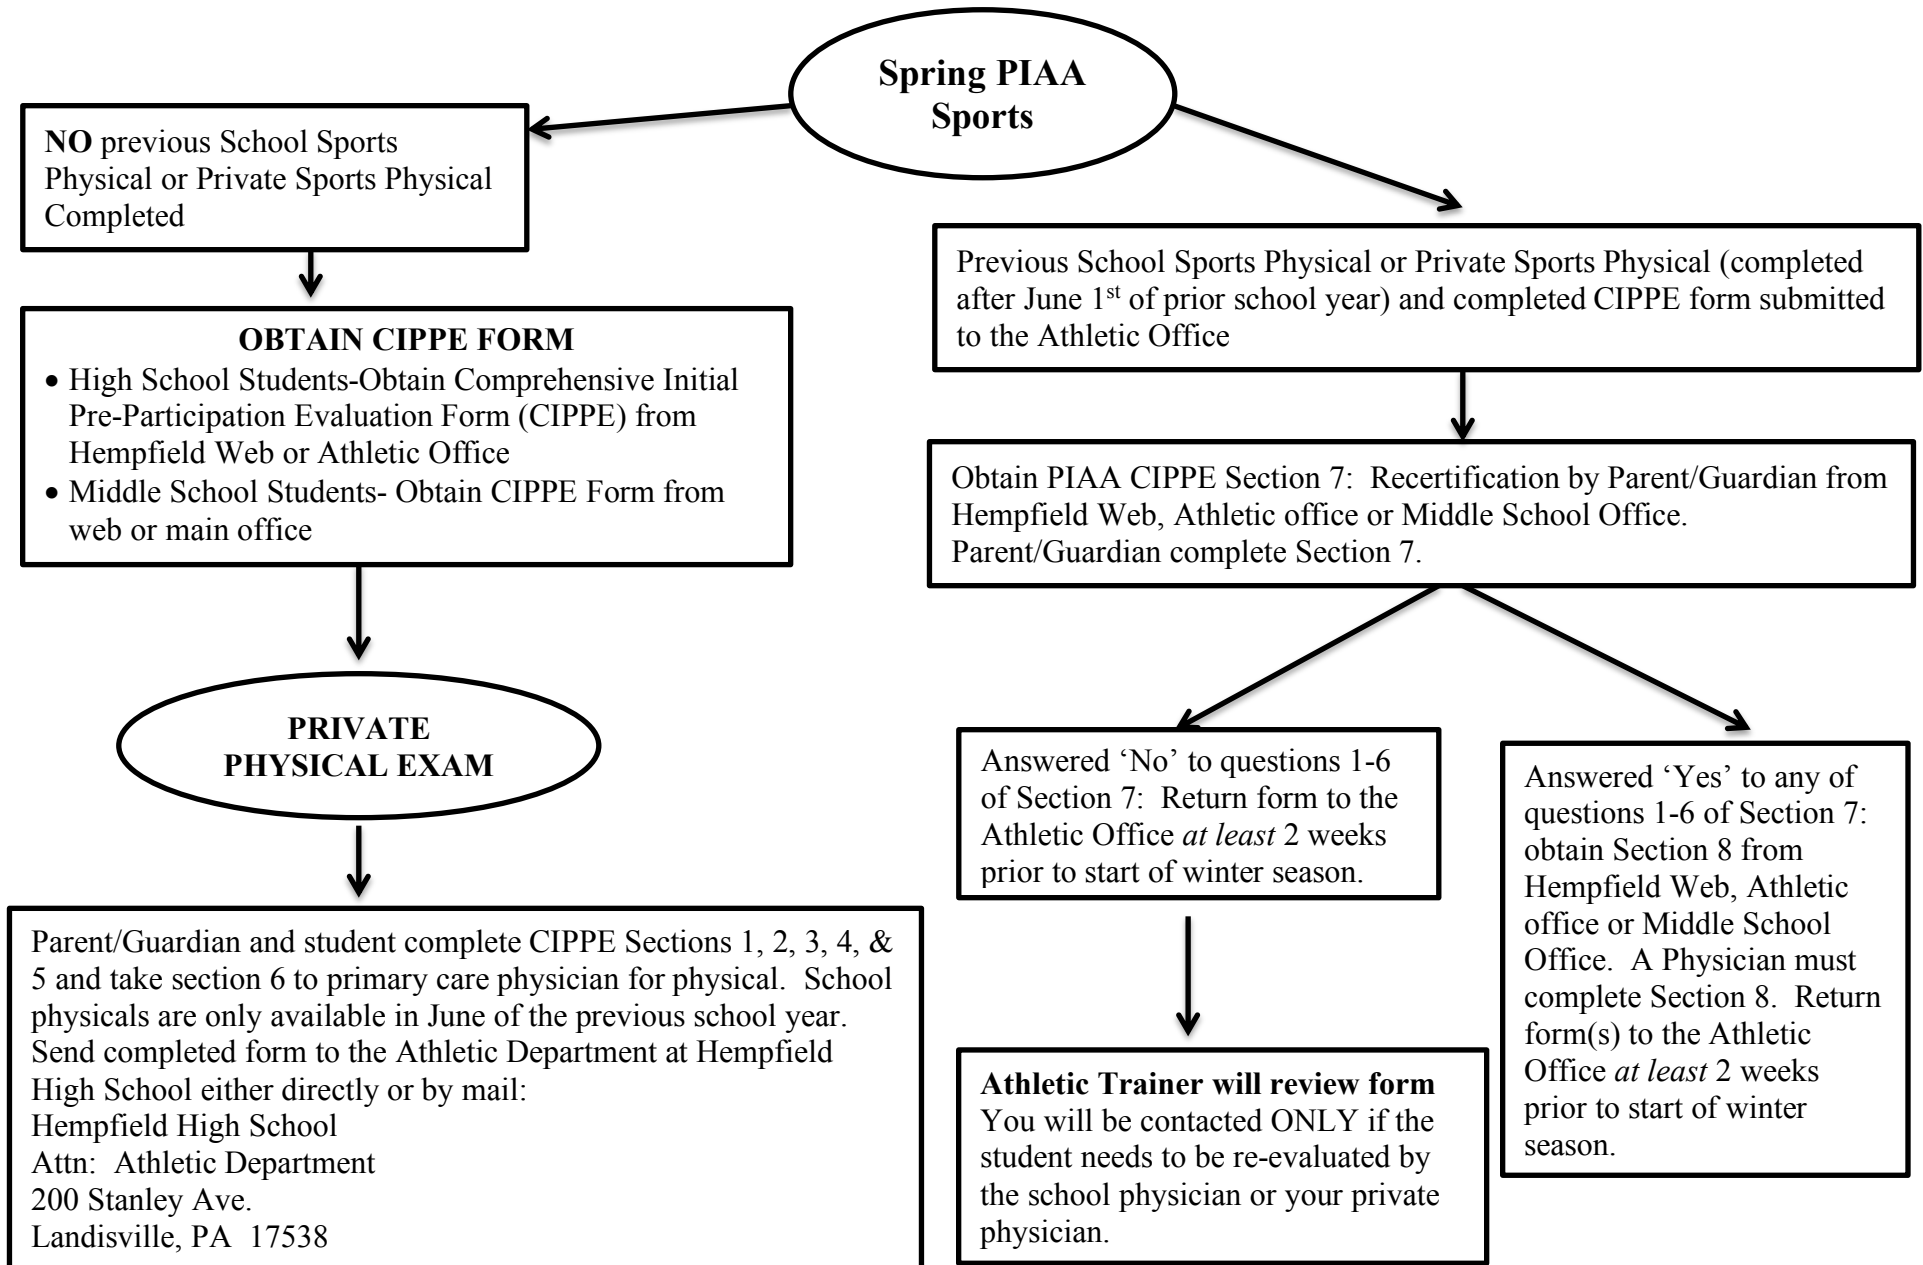 Spring PIAA
Sports
NO previous School Sports
Physical or Private Sports Physical
Completed
OBTAIN CIPPE FORM
• High School Students-Obtain Comprehensive Initial
Pre-Participation Evaluation Form (CIPPE) from
Hempfield Web or Athletic Office
• Middle School Students- Obtain CIPPE Form from
web or main office
PRIVATE
PHYSICAL EXAM
Parent/Guardian and student complete CIPPE Sections 1, 2, 3, 4, &
5 and take section 6 to primary care physician for physical.  School
physicals are only available in June of the previous school year.
Send completed form to the Athletic Department at Hempfield
High School either directly or by mail:
Hempfield High School
Attn:  Athletic Department
200 Stanley Ave.
Landisville, PA  17538
Previous School Sports Physical or Private Sports Physical (completed
after June 1st of prior school year) and completed CIPPE form submitted
to the Athletic Office
Obtain PIAA CIPPE Section 7:  Recertification by Parent/Guardian from
Hempfield Web, Athletic office or Middle School Office.
Parent/Guardian complete Section 7.
Answered ‘No’ to questions 1-6
of Section 7:  Return form to the
Athletic Office at least 2 weeks
prior to start of winter season.
Athletic Trainer will review form
You will be contacted ONLY if the
student needs to be re-evaluated by
the school physician or your private
physician.
Answered ‘Yes’ to any of
questions 1-6 of Section 7:
obtain Section 8 from
Hempfield Web, Athletic
office or Middle School
Office.  A Physician must
complete Section 8.  Return
form(s) to the Athletic
Office at least 2 weeks
prior to start of winter
season.